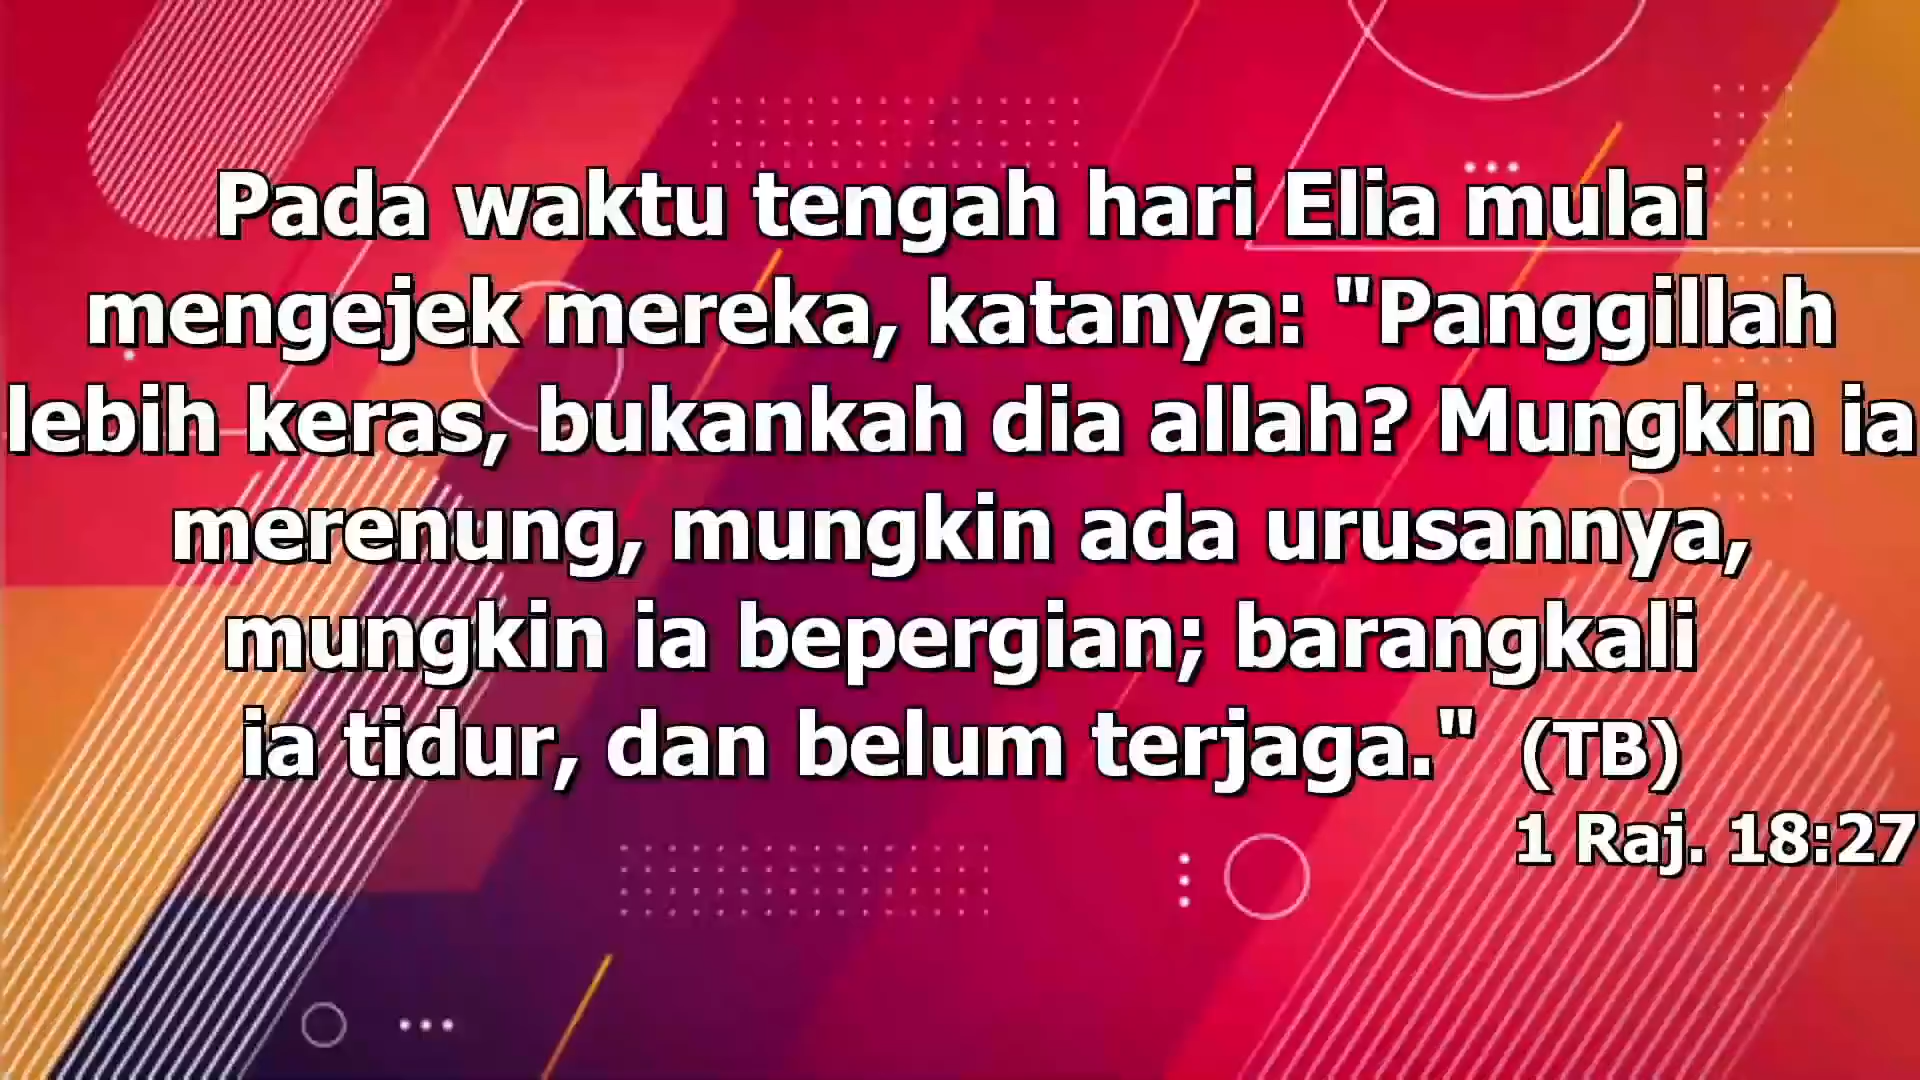 Pada waktu tengah hari Elia mulai
mengejek mereka, katanya: "Panggillah
lebih keras, bukankah dia allah? Mungkin ia
merenung, mungkin ada urusannya,
mungkin ia bepergian; barangkali
ia tidur, dan belum terjaga." (TB)
1 Raj. 18:27